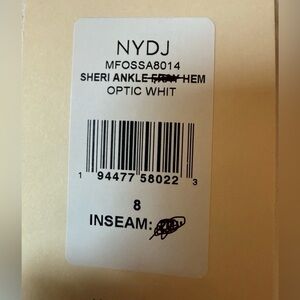 NYDJ
MFOSSA8014
SHERI ANKLE FRAY HEM
OPTIC WHIT
1 94477 58022 3
8
INSEAM: